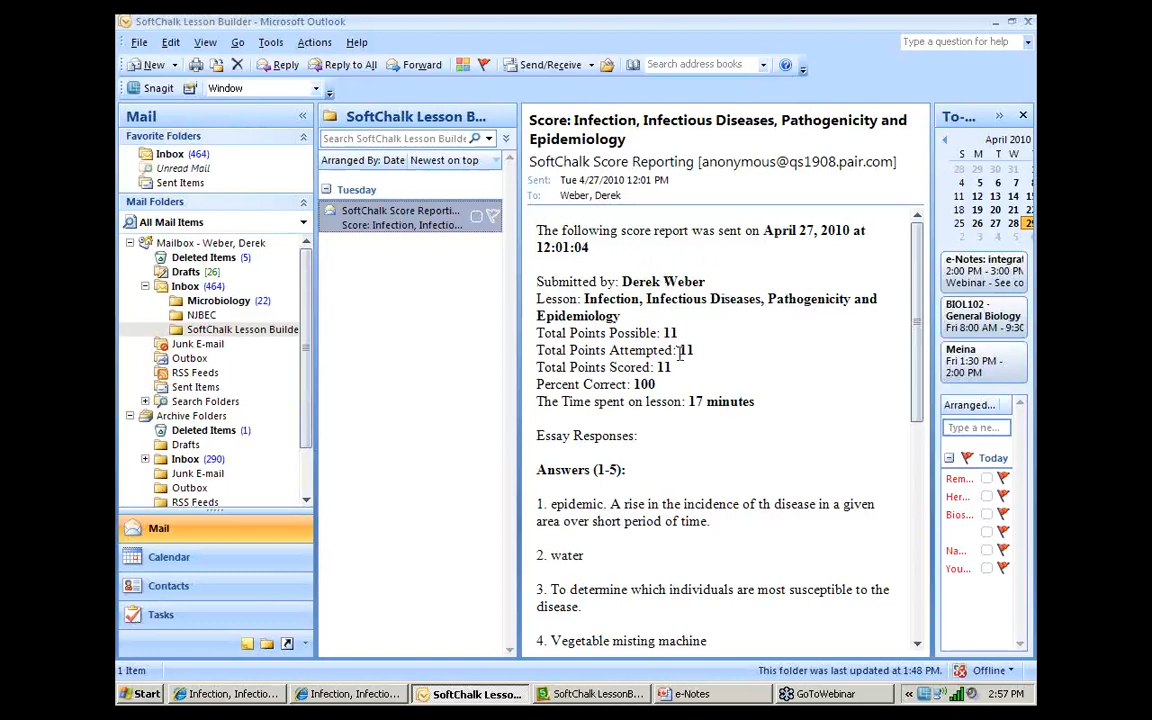 SoftChalk Lesson Builder - Microsoft Outlook
File Edit View Go Tools Actions Help
Type a question for help
New Reply Reply to All Forward Send/Receive Search address books
Snagit Window
Mail
Favorite Folders
Inbox (464)
Unread Mail
Sent Items
Mail Folders
All Mail Items
Mailbox - Weber, Derek
Deleted Items (5)
Drafts [26]
Inbox (464)
Microbiology (22)
NJBEC
SoftChalk Lesson Builde
Junk E-mail
Outbox
RSS Feeds
Sent Items
Search Folders
Archive Folders
Deleted Items (1)
Drafts
Inbox (290)
Junk E-mail
Outbox
RSS Feeds
Mail
Calendar
Contacts
Tasks
SoftChalk Lesson B...
Search SoftChalk Lesson Builde
Arranged By: Date Newest on top
Tuesday
SoftChalk Score Reporti...
Score: Infection, Infectio...
Score: Infection, Infectious Diseases, Pathogenicity and
Epidemiology
SoftChalk Score Reporting [anonymous@qs1908.pair.com]
Sent: Tue 4/27/2010 12:01 PM
To: Weber, Derek
The following score report was sent on April 27, 2010 at
12:01:04
Submitted by: Derek Weber
Lesson: Infection, Infectious Diseases, Pathogenicity and
Epidemiology
Total Points Possible: 11
Total Points Attempted: 11
Total Points Scored: 11
Percent Correct: 100
The Time spent on lesson: 17 minutes
Essay Responses:
Answers (1-5):
1. epidemic. A rise in the incidence of th disease in a given
area over short period of time.
2. water
3. To determine which individuals are most susceptible to the
disease.
4. Vegetable misting machine
To-...
April 2010
S M T W
28 29 30 31
4 5 6 7
11 12 13 14
18 19 20 21
25 26 27 28 29
2 3 4 5
e-Notes: integrat
2:00 PM - 3:00 PM
Webinar - See co
BIOL102 -
General Biology
Fri 8:00 AM - 9:30
Meina
Fri 1:30 PM -
2:00 PM
Arranged...
Type a ne...
Today
Rem...
Her...
Bios...
Na...
You...
1 Item
This folder was last updated at 1:48 PM.
Offline
Start
Infection, Infectio...
Infection, Infectio...
SoftChalk Lesso...
SoftChalk LessonB...
e-Notes
GoToWebinar
2:57 PM